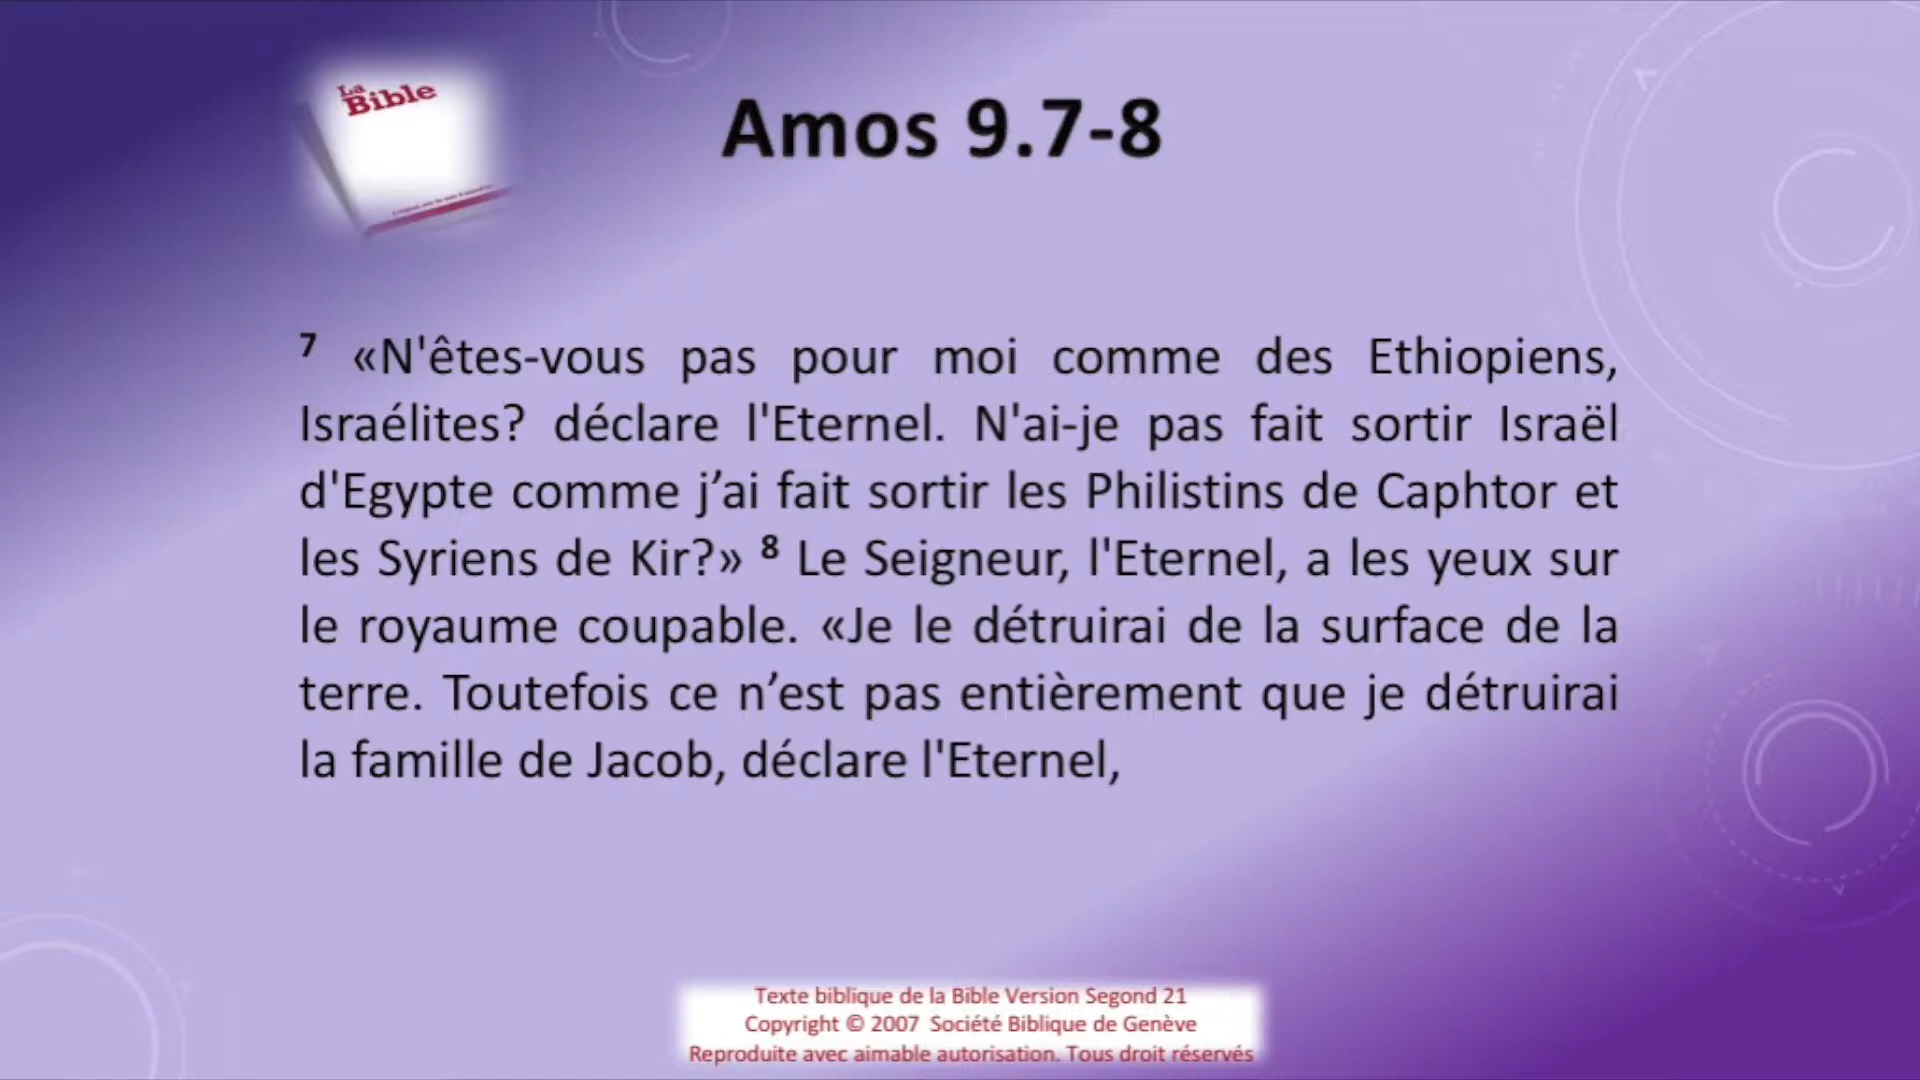 La
Bible
Amos 9.7-8
7 «N'êtes-vous pas pour moi comme des Ethiopiens,
Israélites? déclare l'Eternel. N'ai-je pas fait sortir Israël
d'Egypte comme j’ai fait sortir les Philistins de Caphtor et
les Syriens de Kir?» 8 Le Seigneur, l'Eternel, a les yeux sur
le royaume coupable. «Je le détruirai de la surface de la
terre. Toutefois ce n’est pas entièrement que je détruirai
la famille de Jacob, déclare l'Eternel,
Texte biblique de la Bible Version Segond 21
Copyright © 2007 Société Biblique de Genève
Reproduite avec aimable autorisation. Tous droit réservés